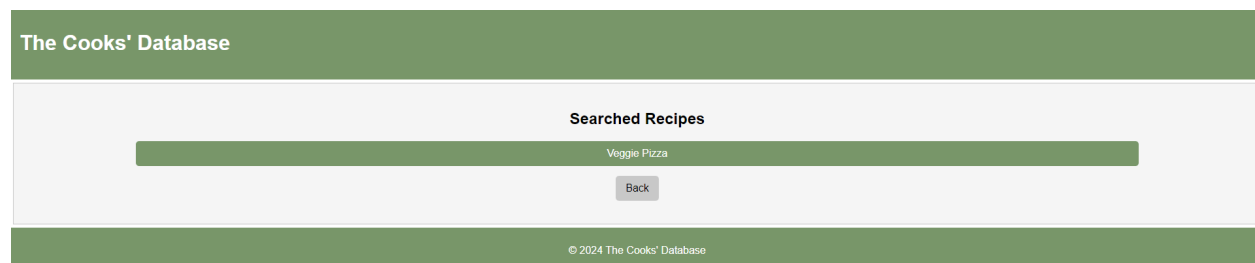 The Cooks' Database
Searched Recipes
Veggie Pizza
Back
© 2024 The Cooks' Database